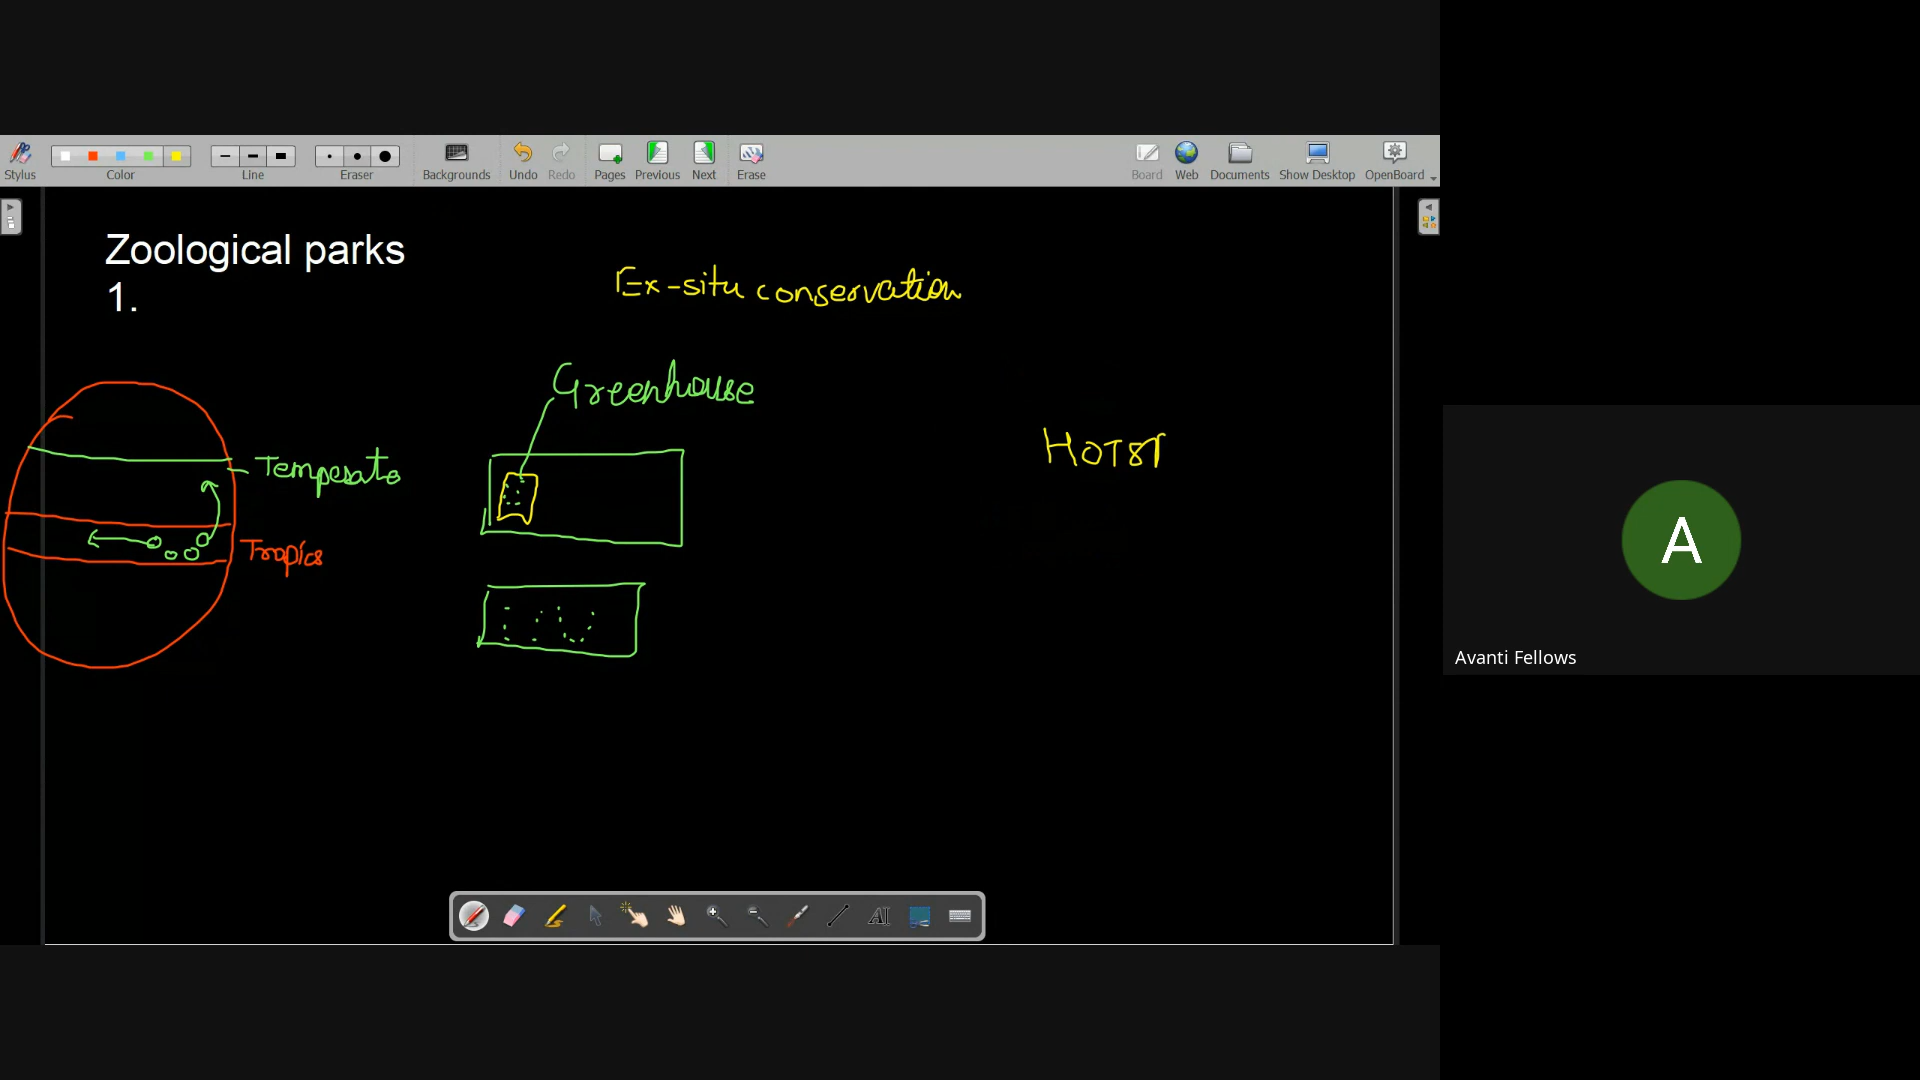 Stylus Color Line Eraser Backgrounds Undo Redo Pages Previous Next Erase Board Web Documents Show Desktop OpenBoard
Zoological parks
1.
Ex-situ conservation
Greenhouse
Temperate
Tropics
A
Avanti Fellows